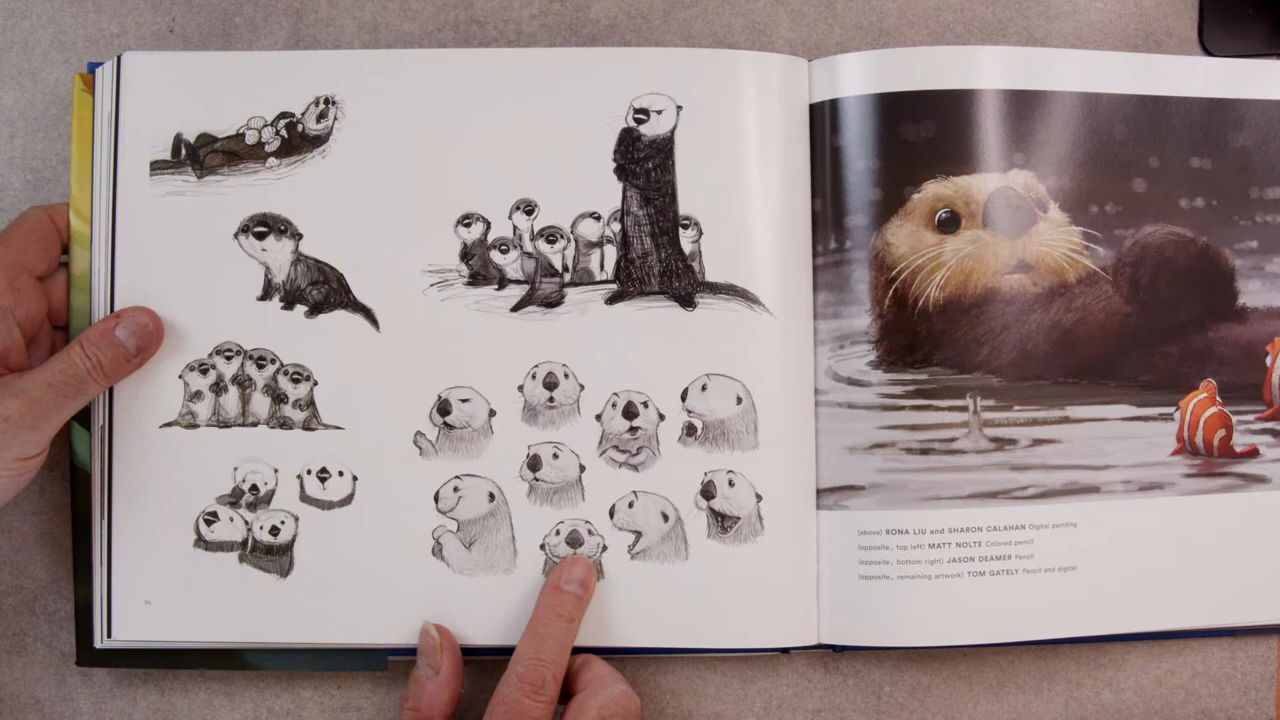 (above) RONA LIU and SHARON CALAHAN Digital painting
(opposite, top left) MATT NOLTE Colored pencil
(opposite, bottom right) JASON DEAMER Pencil
(opposite, remaining artwork) TOM GATELY Pencil and digital